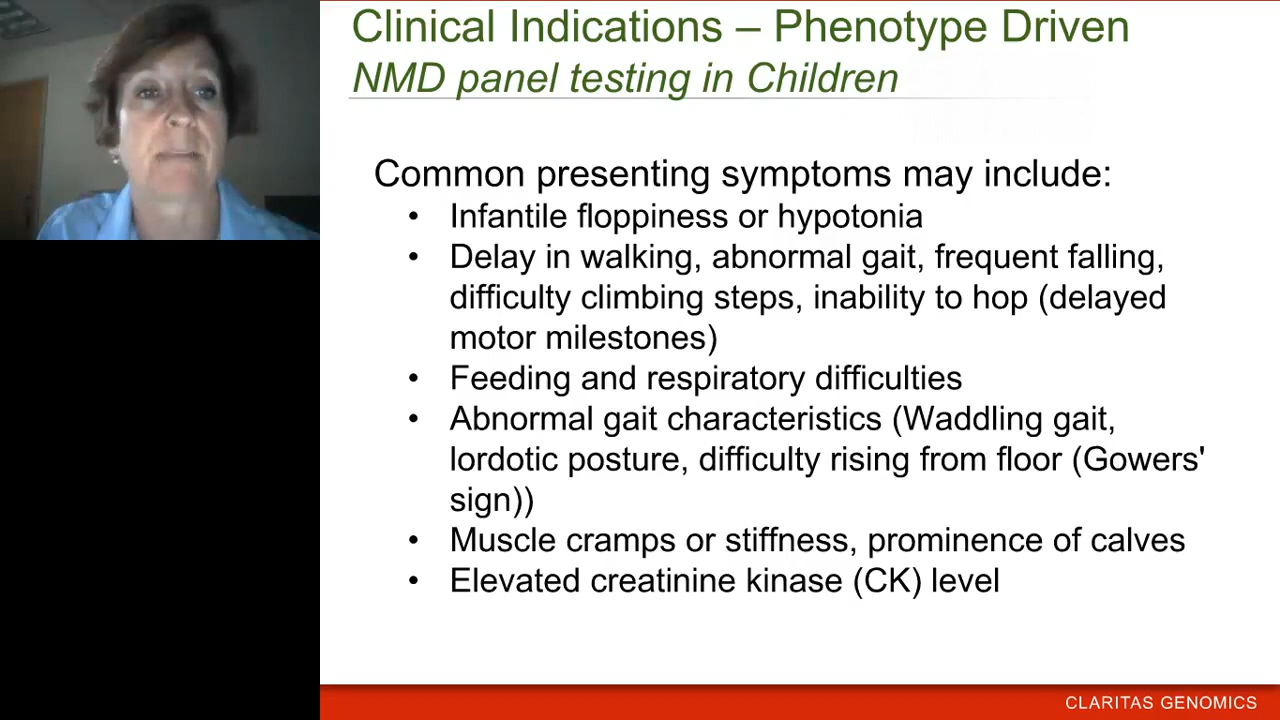 Clinical Indications – Phenotype Driven
NMD panel testing in Children
Common presenting symptoms may include:
• Infantile floppiness or hypotonia
• Delay in walking, abnormal gait, frequent falling,
difficulty climbing steps, inability to hop (delayed
motor milestones)
• Feeding and respiratory difficulties
• Abnormal gait characteristics (Waddling gait,
lordotic posture, difficulty rising from floor (Gowers'
sign))
• Muscle cramps or stiffness, prominence of calves
• Elevated creatinine kinase (CK) level
CLARITAS GENOMICS